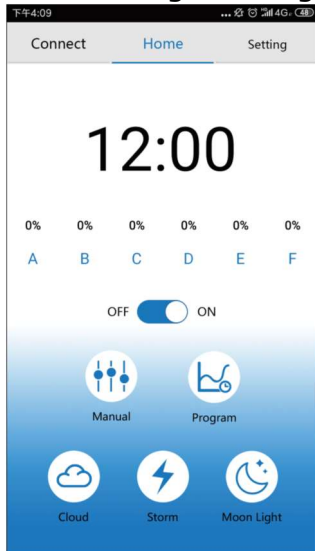 下午4:09 ... 4G 48
Connect Home Setting
12:00
0% 0% 0% 0% 0% 0%
A B C D E F
OFF ON
Manual Program
Cloud Storm Moon Light